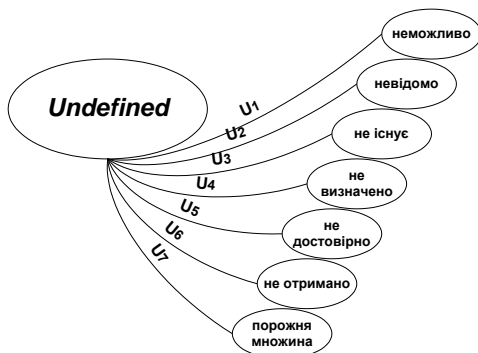 Undefined
U1
неможливо
U2
невідомо
U3
не існує
U4
не
визначено
U5
не
достовірно
U6
не отримано
U7
порожня
множина